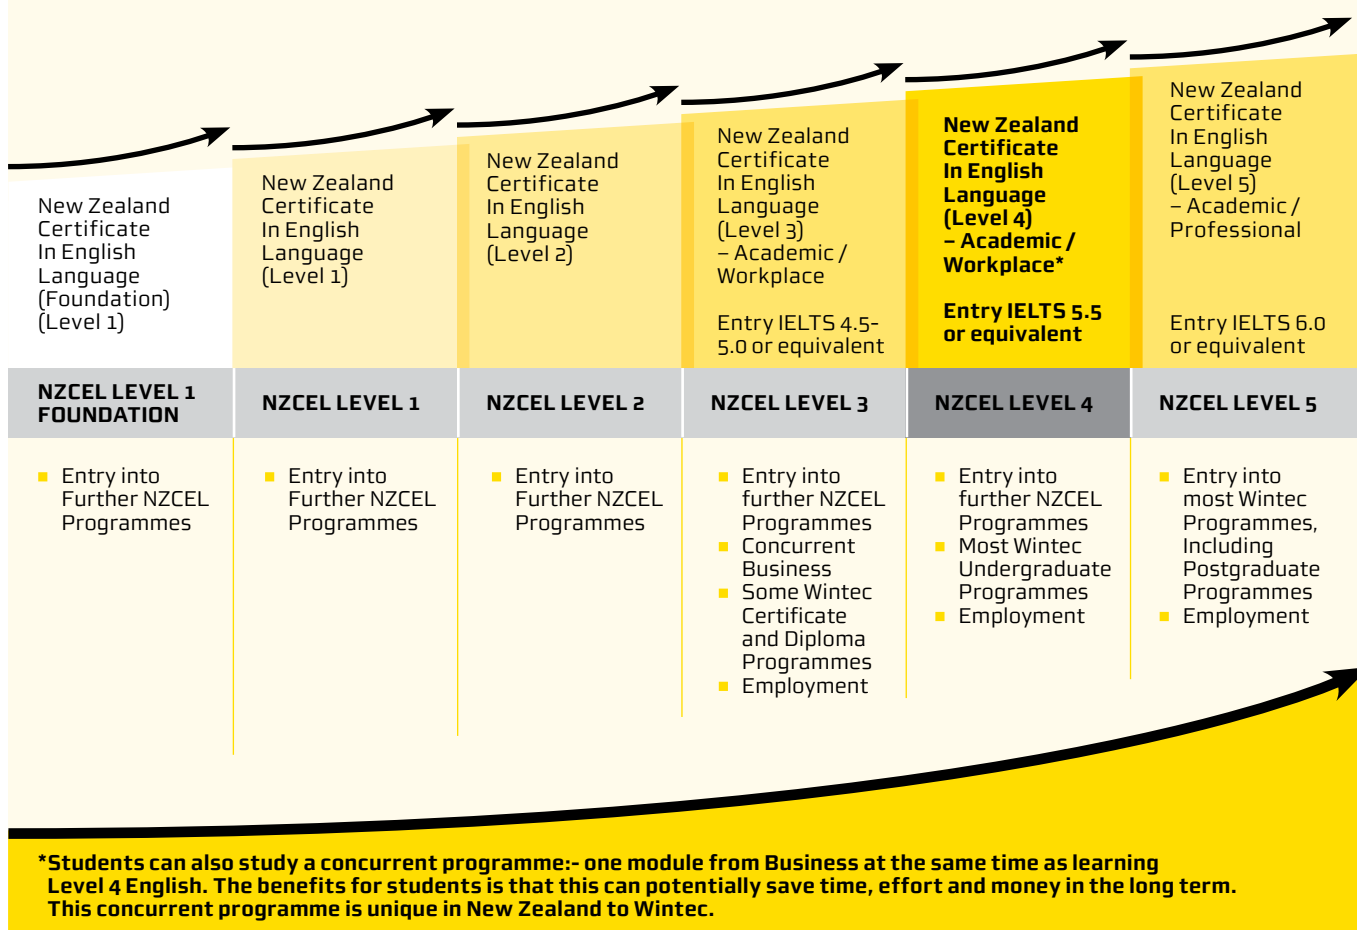 New Zealand
Certificate
In English
Language
(Foundation)
(Level 1)
New Zealand
Certificate
In English
Language
(Level 1)
New Zealand
Certificate
In English
Language
(Level 2)
New Zealand
Certificate
In English
Language
(Level 3)
– Academic /
Workplace
Entry IELTS 4.5-
5.0 or equivalent
New Zealand
Certificate
In English
Language
(Level 4)
– Academic /
Workplace*
Entry IELTS 5.5
or equivalent
New Zealand
Certificate
In English
Language
(Level 5)
– Academic /
Professional
Entry IELTS 6.0
or equivalent
NZCEL LEVEL 1
FOUNDATION
NZCEL LEVEL 1
NZCEL LEVEL 2
NZCEL LEVEL 3
NZCEL LEVEL 4
NZCEL LEVEL 5
Entry into
Further NZCEL
Programmes
Entry into
Further NZCEL
Programmes
Entry into
Further NZCEL
Programmes
Entry into
further NZCEL
Programmes
Concurrent
Business
Some Wintec
Certificate
and Diploma
Programmes
Employment
Entry into
further NZCEL
Programmes
Most Wintec
Undergraduate
Programmes
Employment
Entry into
most Wintec
Programmes,
Including
Postgraduate
Programmes
Employment
*Students can also study a concurrent programme:- one module from Business at the same time as learning
Level 4 English. The benefits for students is that this can potentially save time, effort and money in the long term.
This concurrent programme is unique in New Zealand to Wintec.